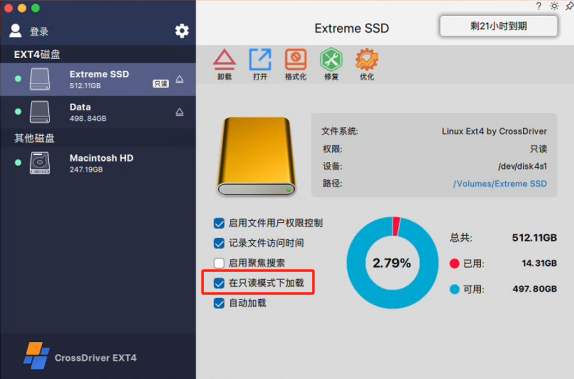 ?
登录
Extreme SSD
剩21小时到期
EXT4磁盘
Extreme SSD
512.11GB
只读
Data
498.84GB
其他磁盘
Macintosh HD
247.19GB
卸载
打开
格式化
修复
优化
文件系统:
Linux Ext4 by CrossDriver
权限:
只读
设备:
/dev/disk4s1
路径:
/Volumes/Extreme SSD
启用文件用户权限控制
记录文件访问时间
启用聚焦搜索
在只读模式下加载
自动加载
2.79%
总共:
512.11GB
已用:
14.31GB
可用:
497.80GB
CrossDriver EXT4